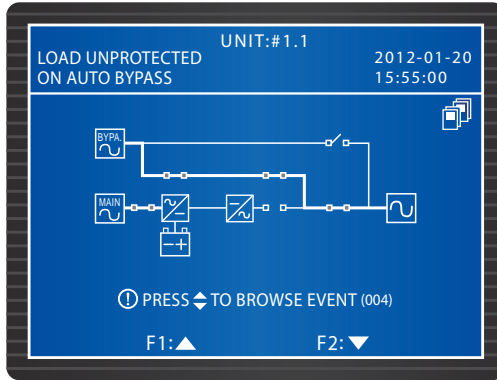 UNIT:#1.1
LOAD UNPROTECTED
ON AUTO BYPASS
2012-01-20
15:55:00
BYPA.
MAIN
! PRESS TO BROWSE EVENT (004)
F1:
F2: